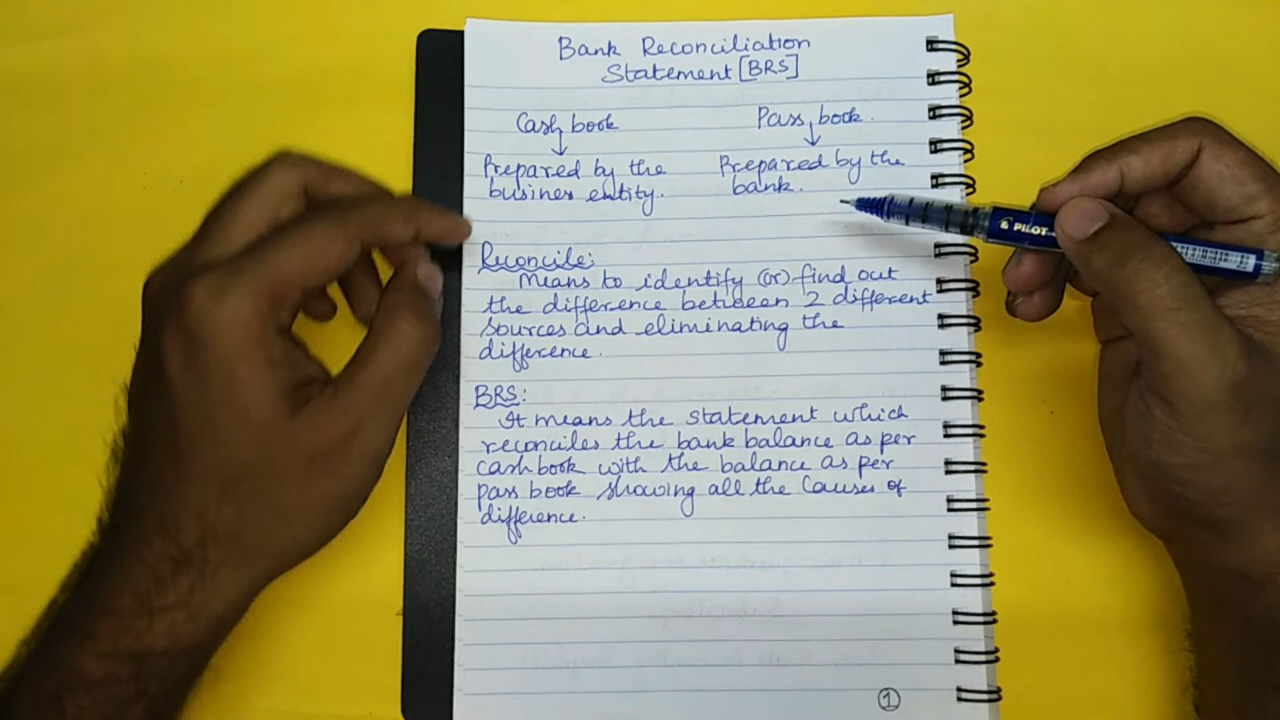 Bank Reconciliation
Statement [BRS]
Cash book
Pass book.
Prepared by the
business entity.
Prepared by the
bank.
PILOT
Reconcile:
Means to identify (or) find out
the difference between 2 different
sources and eliminating the
difference.
BRS:
It means the statement which
reconciles the bank balance as per
cash book with the balance as per
pass book showing all the causes of
difference.
1